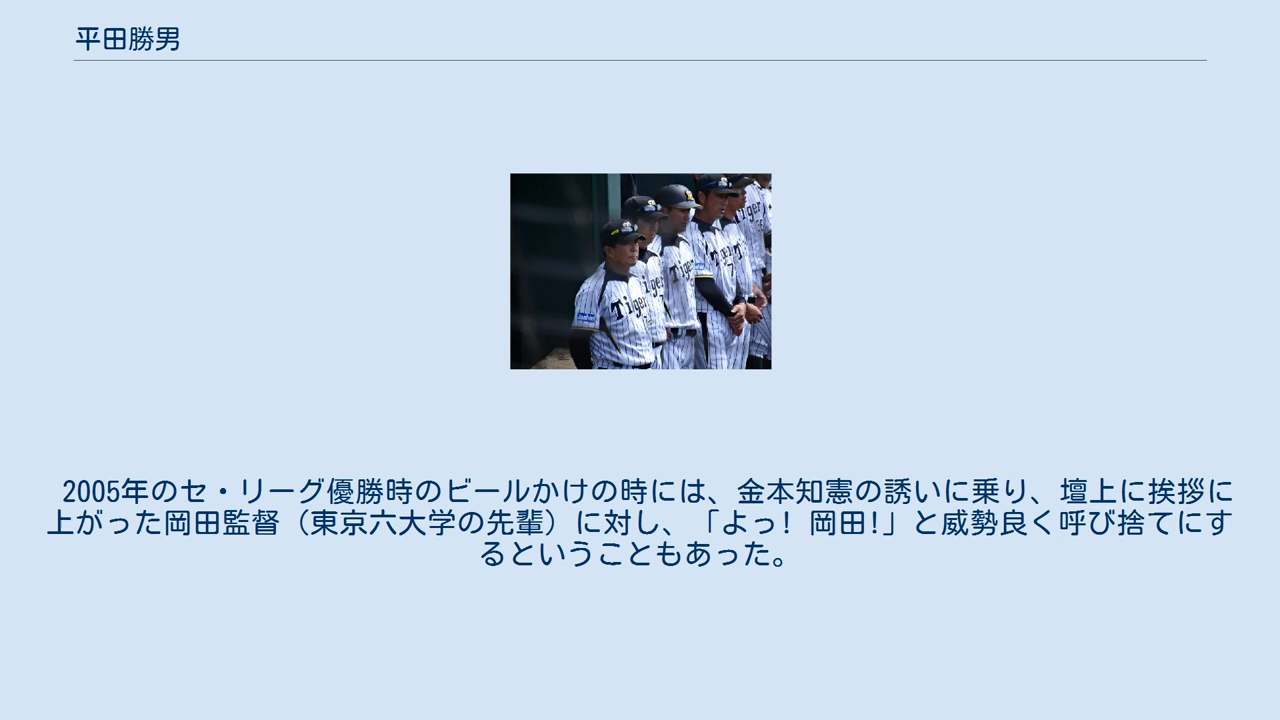 平田勝男
Tigers
Tigers
Tigers
2005年のセ・リーグ優勝時のビールかけの時には、金本知憲の誘いに乗り、壇上に挨拶に
上がった岡田監督（東京六大学の先輩）に対し、「よっ! 岡田!」と威勢良く呼び捨てにす
るということもあった。